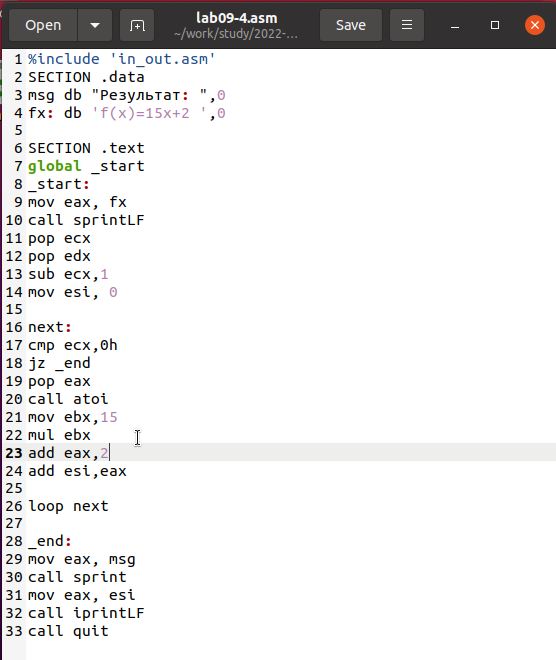 Open
lab09-4.asm
~/work/study/2022-...
Save
1 %include 'in_out.asm'
2 SECTION .data
3 msg db "Результат: ",0
4 fx: db 'f(x)=15x+2 ',0
5
6 SECTION .text
7 global _start
8 _start:
9 mov eax, fx
10 call sprintLF
11 pop ecx
12 pop edx
13 sub ecx,1
14 mov esi, 0
15
16 next:
17 cmp ecx,0h
18 jz _end
19 pop eax
20 call atoi
21 mov ebx,15
22 mul ebx
23 add eax,2
24 add esi,eax
25
26 loop next
27
28 _end:
29 mov eax, msg
30 call sprint
31 mov eax, esi
32 call iprintLF
33 call quit